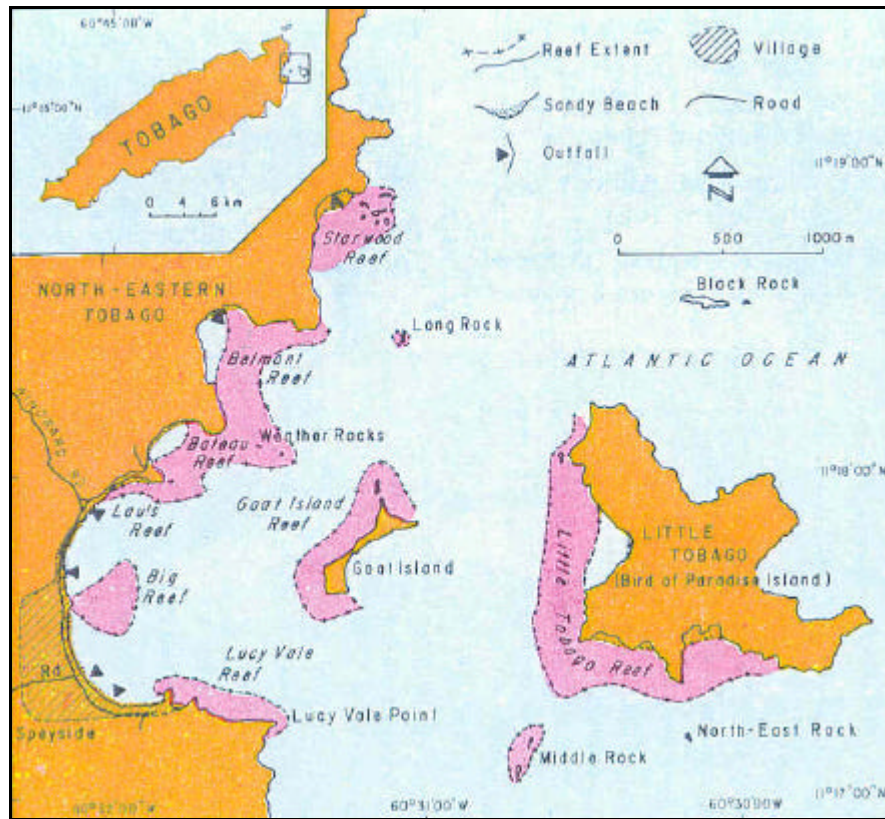 60°45'00" W
11°15'00" N
TOBAGO
0 4 8 km
Reef Extent
Village
Sandy Beach
Road
Outfall
N
11°19'00" N
0 500 1000 m
Starwood
Reef
Black Rock
NORTH-EASTERN
TOBAGO
Long Rock
ATLANTIC OCEAN
Belmont
Reef
Weather Rocks
Bateau
Reef
11°18'00" N
Goat Island
Reef
Lau's
Reef
LITTLE
TOBAGO
(Bird of Paradise Island)
Little Tobago Reef
Goat Island
Big
Reef
Lucy Vale
Reef
Rd.
Lucy Vale Point
Speyside
North-East Rock
Middle Rock
60°32'00" W
60°31'00" W
60°30'00" W
11°17'00" N